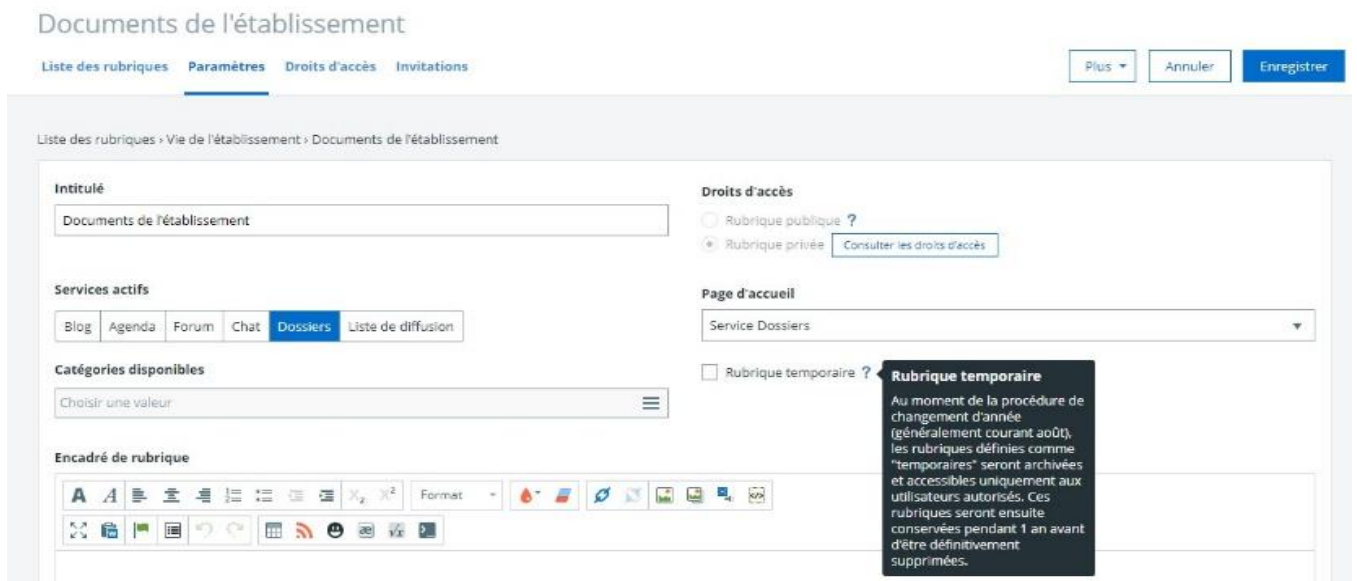 Documents de l'établissement
Liste des rubriques Paramètres Droits d'accès Invitations
Plus Annuler Enregistrer
Liste des rubriques › Vie de l'établissement › Documents de l'établissement
Intitulé
Documents de l'établissement
Droits d'accès
Rubrique publique ?
Rubrique privée Consulter les droits d'accès
Services actifs
Blog Agenda Forum Chat Dossiers Liste de diffusion
Page d'accueil
Service Dossiers
Catégories disponibles
Choisir une valeur
Rubrique temporaire ?
Rubrique temporaire
Au moment de la procédure de
changement d'année
(généralement courant août),
les rubriques définies comme
"temporaires" seront archivées
et accessibles uniquement aux
utilisateurs autorisés. Ces
rubriques seront ensuite
conservées pendant 1 an avant
d'être définitivement
supprimées.
Encadré de rubrique
Format